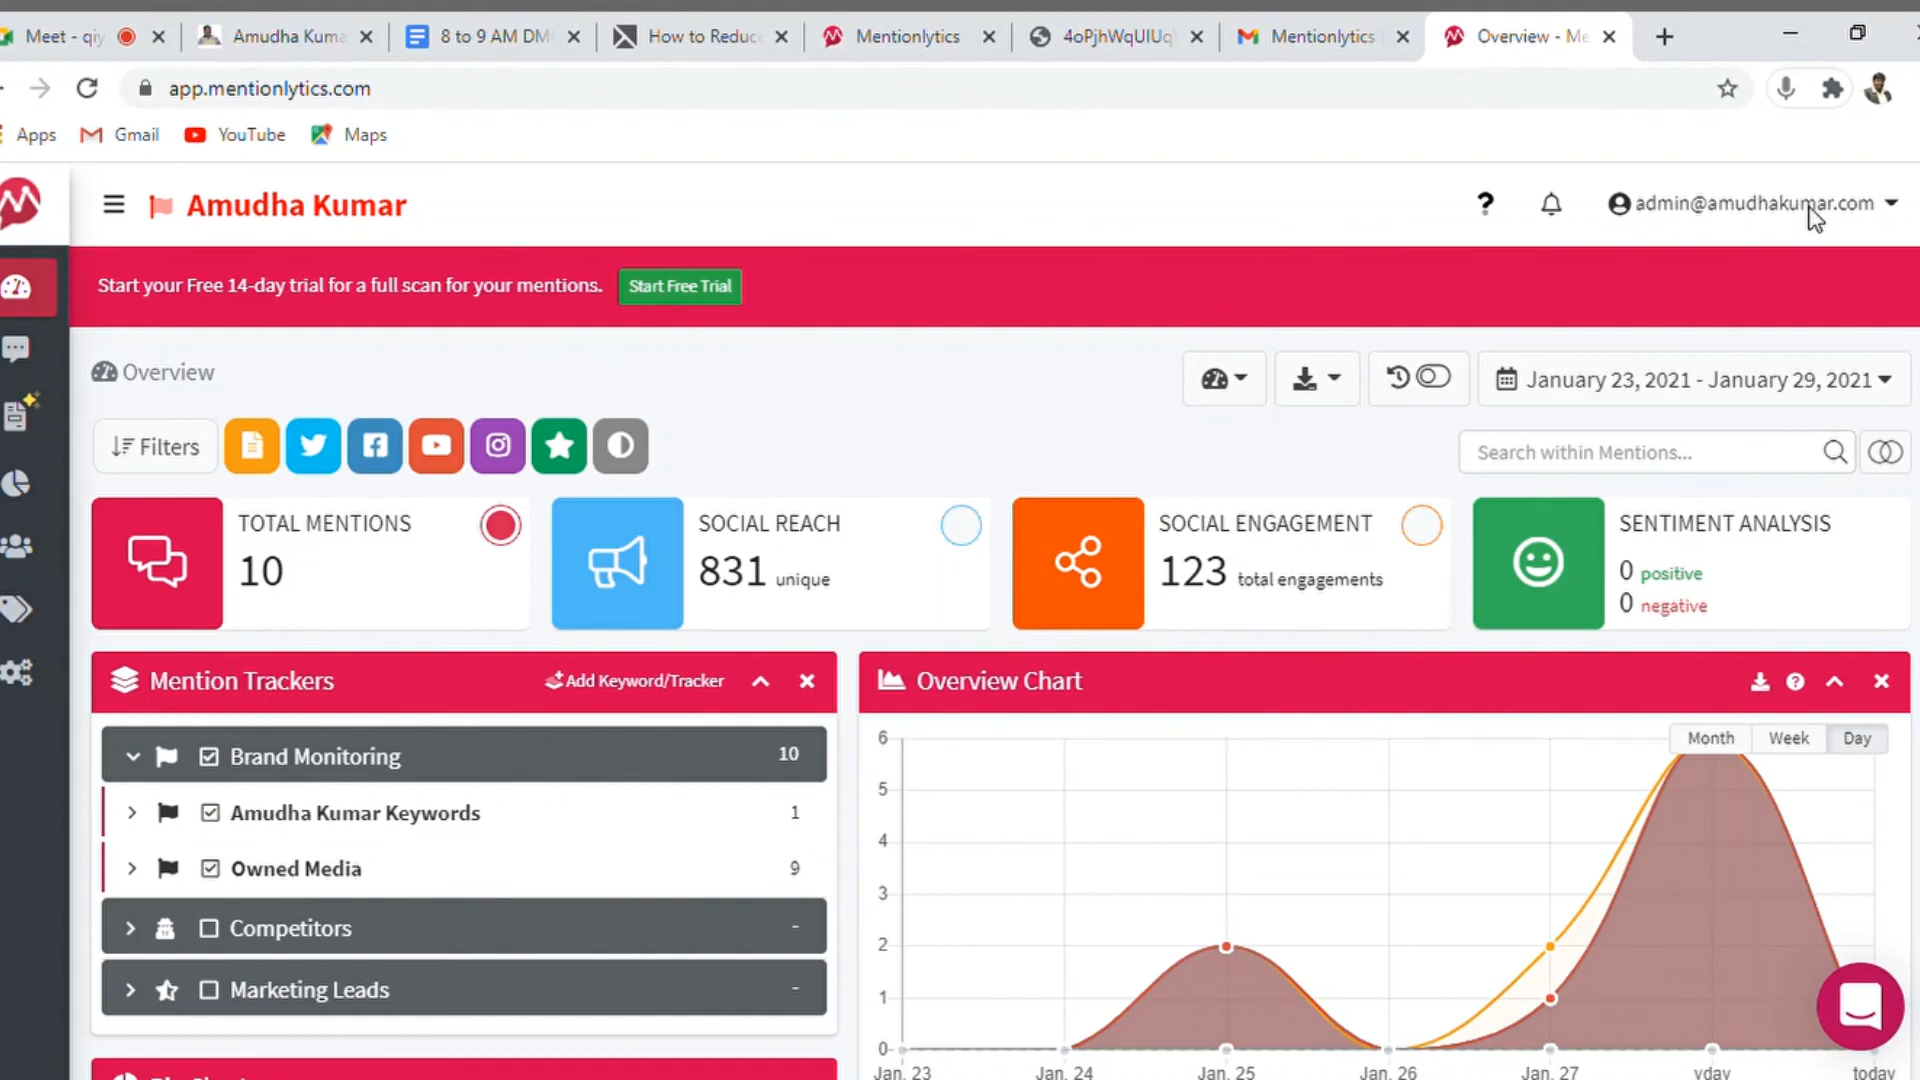 Meet - qiy
Amudha Kuma
8 to 9 AM DM
How to Reduc
Mentionlytics
4oPjhWqUIUq
Mentionlytics
Overview - Me
app.mentionlytics.com
Apps
Gmail
YouTube
Maps
Amudha Kumar
admin@amudhakumar.com
Start your Free 14-day trial for a full scan for your mentions.
Start Free Trial
Overview
January 23, 2021 - January 29, 2021
Filters
Search within Mentions...
TOTAL MENTIONS
10
SOCIAL REACH
831 unique
SOCIAL ENGAGEMENT
123 total engagements
SENTIMENT ANALYSIS
0 positive
0 negative
Mention Trackers
Add Keyword/Tracker
Brand Monitoring 10
Amudha Kumar Keywords 1
Owned Media 9
Competitors -
Marketing Leads -
Overview Chart
Month Week Day
6
5
4
3
2
1
0
Jan. 23 Jan. 24 Jan. 25 Jan. 26 Jan. 27 yday today